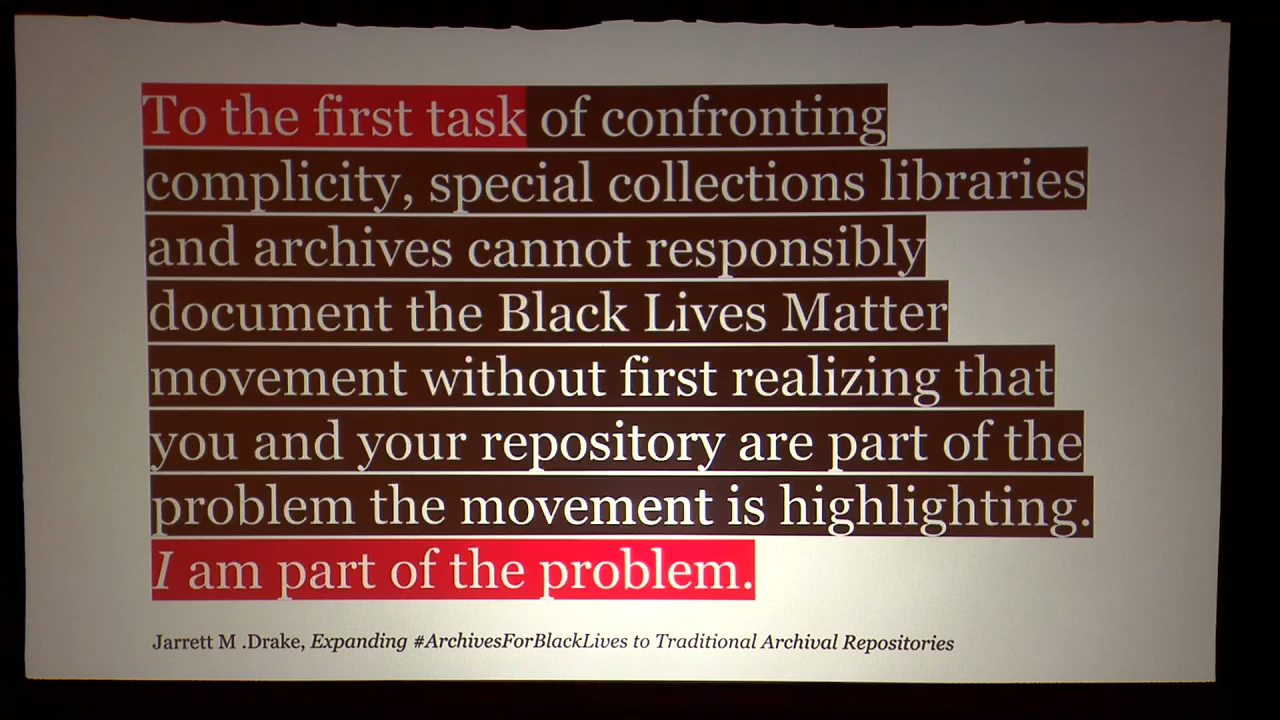 To the first task of confronting
complicity, special collections libraries
and archives cannot responsibly
document the Black Lives Matter
movement without first realizing that
you and your repository are part of the
problem the movement is highlighting.
I am part of the problem.
Jarrett M .Drake, Expanding #ArchivesForBlackLives to Traditional Archival Repositories